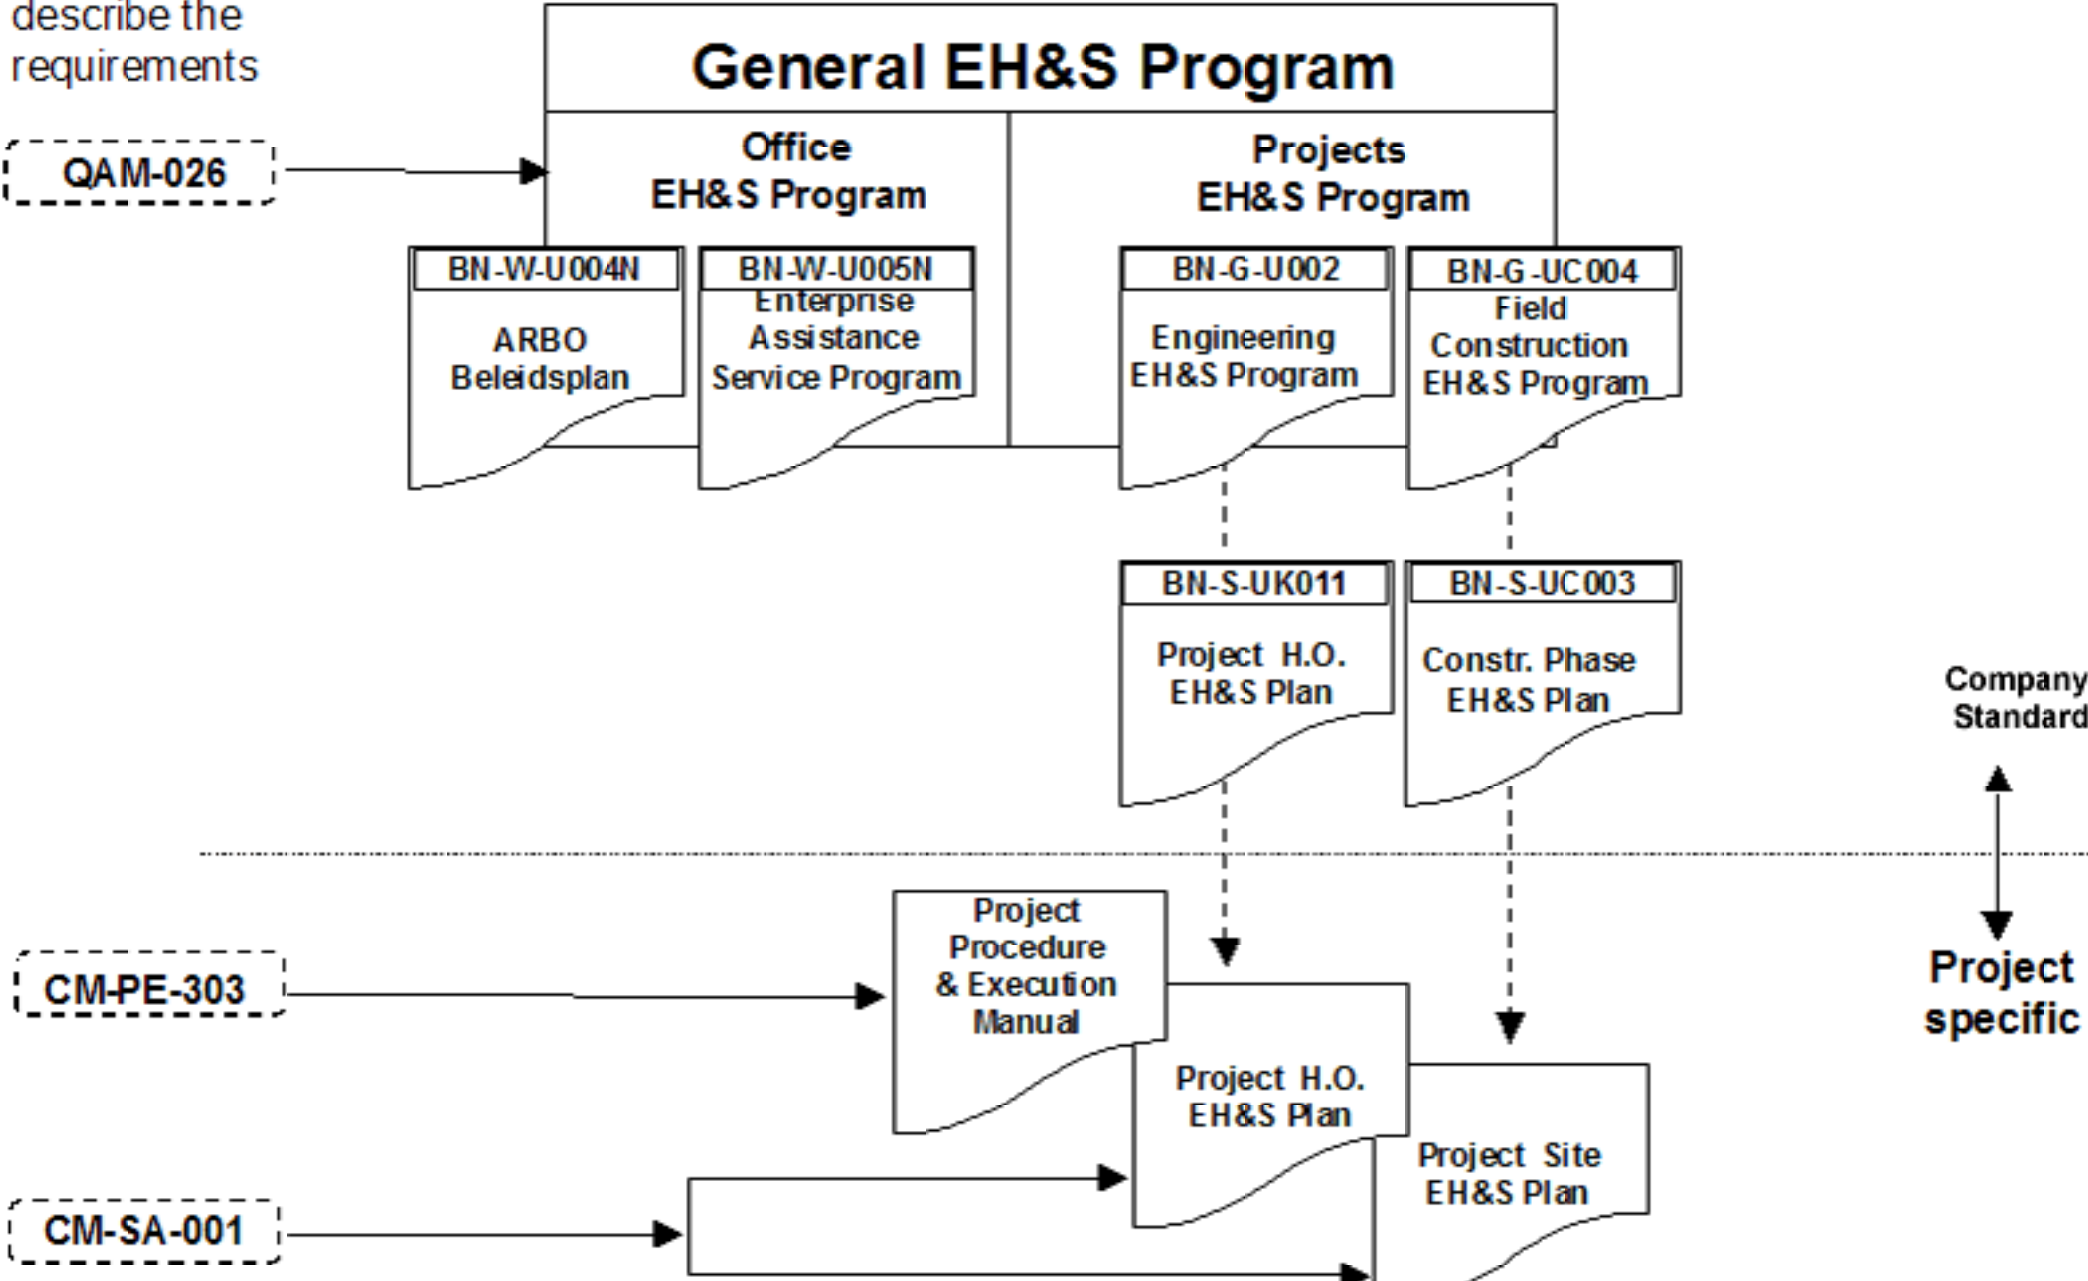 describe the
requirements
General EH&S Program
QAM-026
Office
EH&S Program
Projects
EH&S Program
BN-W-U004N
ARBO
Beleidsplan
BN-W-U005N
Enterprise
Assistance
Service Program
BN-G-U002
Engineering
EH&S Program
BN-G-UC004
Field
Construction
EH&S Program
BN-S-UK011
Project H.O.
EH&S Plan
BN-S-UC003
Constr. Phase
EH&S Plan
Company
Standard
Project
specific
CM-PE-303
Project
Procedure
& Execution
Manual
Project H.O.
EH&S Plan
Project Site
EH&S Plan
CM-SA-001